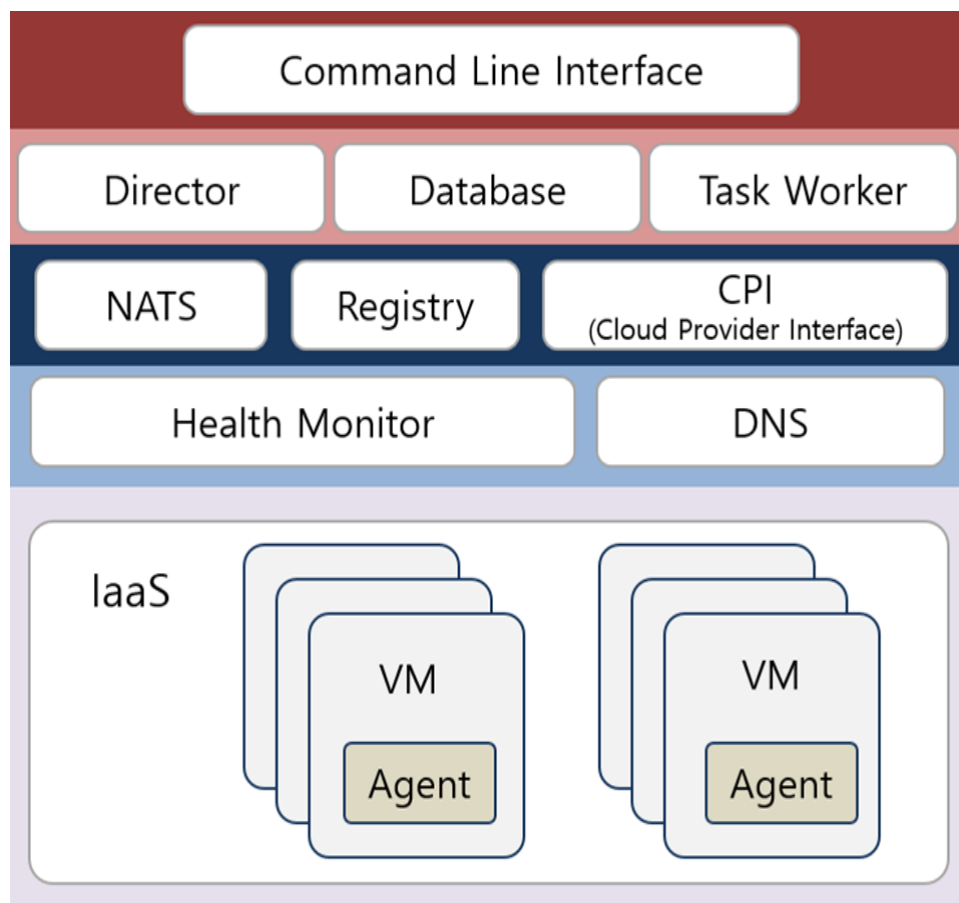 Command Line Interface
Director
Database
Task Worker
NATS
Registry
CPI
(Cloud Provider Interface)
Health Monitor
DNS
IaaS
VM
Agent
VM
Agent